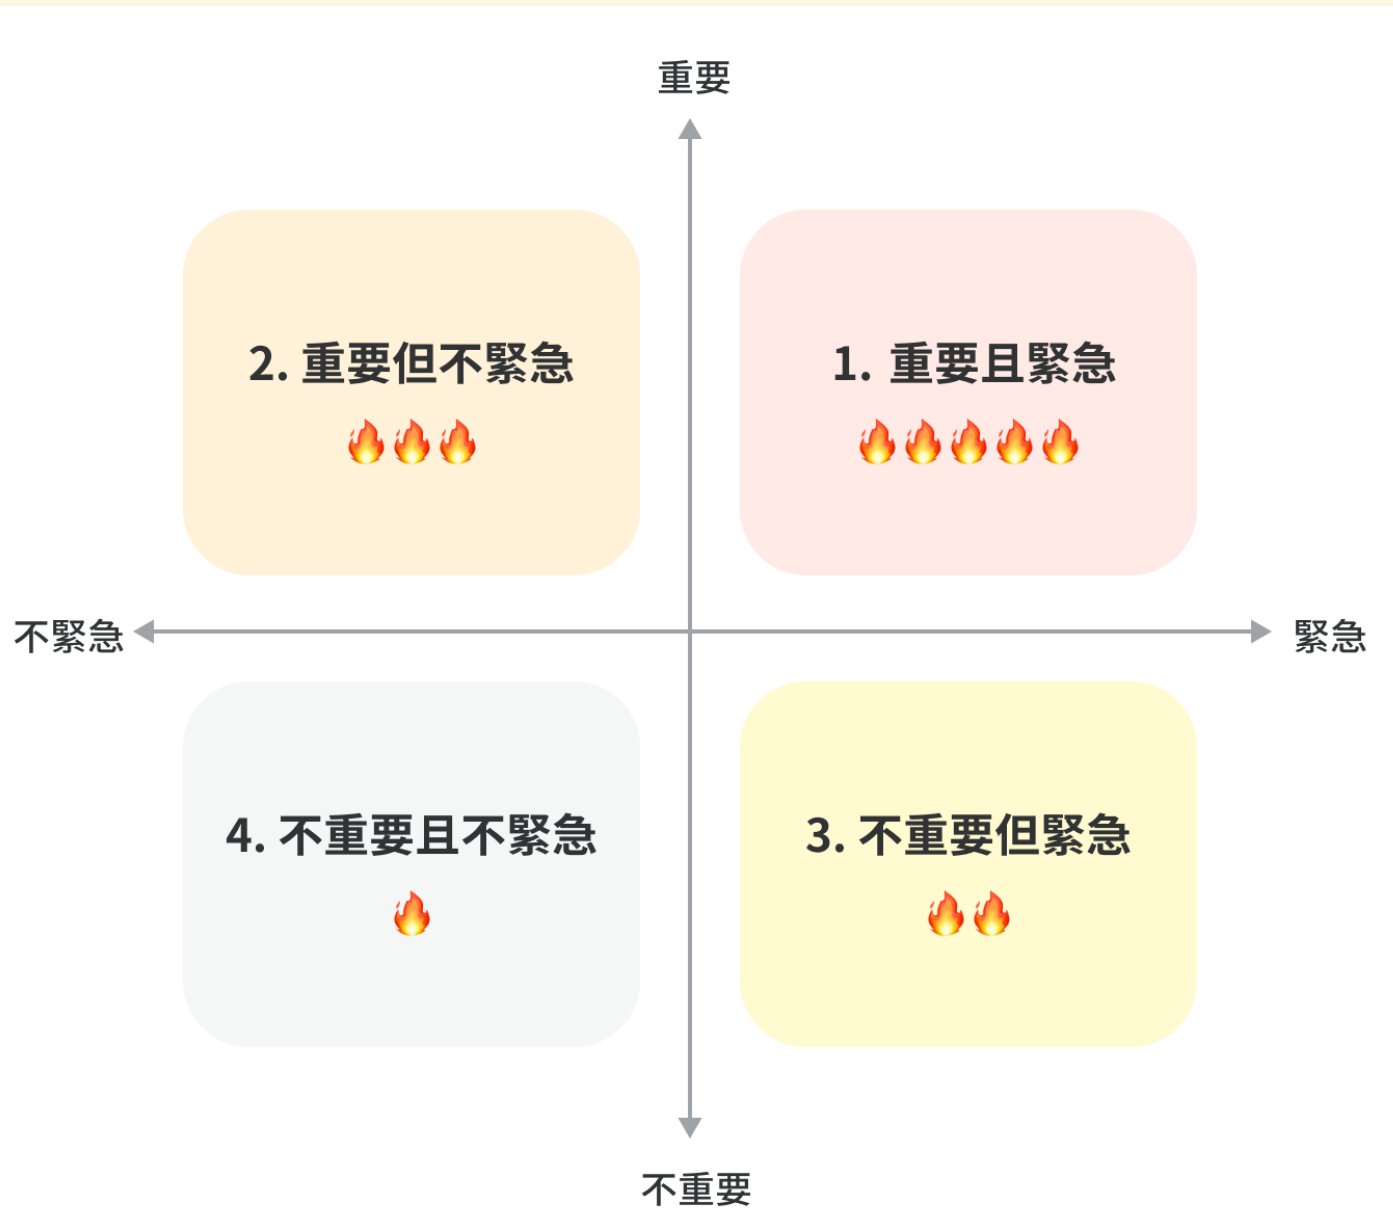 重要
2. 重要但不緊急
🔥🔥🔥
1. 重要且緊急
🔥🔥🔥🔥🔥
不緊急
緊急
4. 不重要且不緊急
🔥
3. 不重要但緊急
🔥🔥
不重要